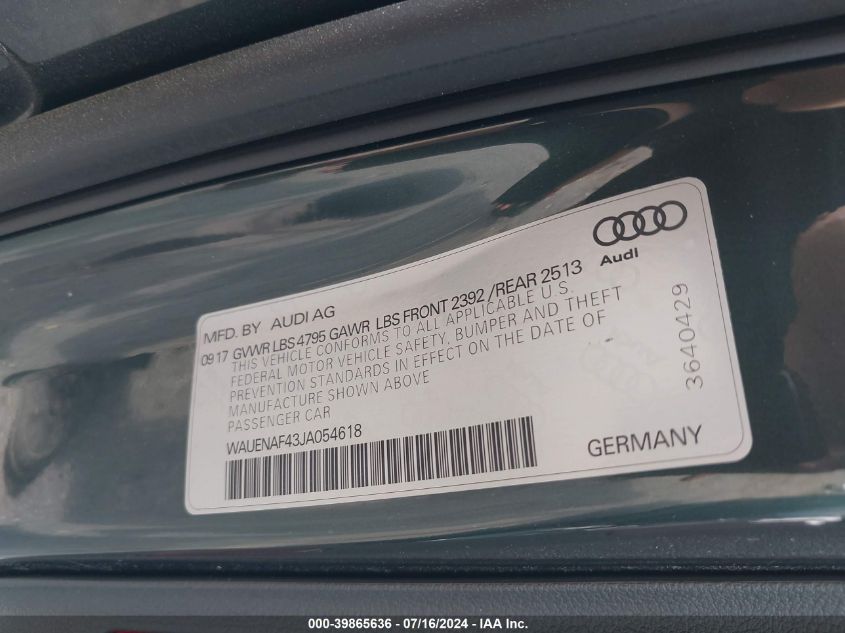 Audi
MFD. BY AUDI AG
09 17 GVWR LBS 4795 GAWR LBS FRONT 2392 /REAR 2513
THIS VEHICLE CONFORMS TO ALL APPLICABLE U.S.
FEDERAL MOTOR VEHICLE SAFETY, BUMPER AND THEFT
PREVENTION STANDARDS IN EFFECT ON THE DATE OF
MANUFACTURE SHOWN ABOVE
PASSENGER CAR
WAUENAF43JA054618
GERMANY
3640429
000-39865636 - 07/16/2024 - IAA Inc.